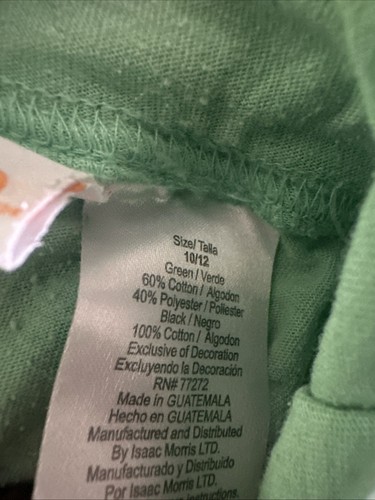 Size/ Talla
10/12
Green / Verde
60% Cotton / Algodon
40% Polyester / Poliester
Black / Negro
100% Cotton / Algodon
Exclusive of Decoration
Excluyendo la Decoración
RN# 77272
Made in GUATEMALA
Hecho en GUATEMALA
Manufactured and Distributed
By Isaac Morris LTD.
Manufacturado y Distribuido
Por Isaac Morris LTD.
instructions.